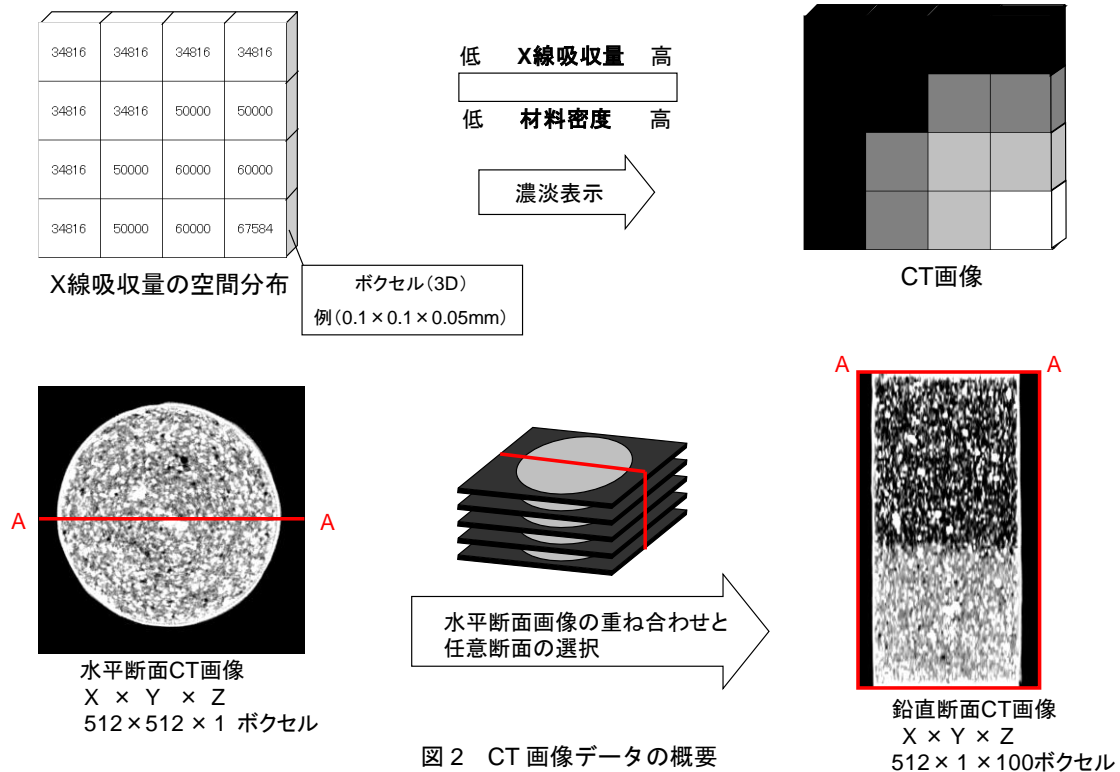 34816 34816 34816 34816
34816 34816 50000 50000
34816 50000 60000 60000
34816 50000 60000 67584
X線吸収量の空間分布
ボクセル(3D)
例(0.1×0.1×0.05mm)
低 X線吸収量 高
低 材料密度 高
濃淡表示
CT画像
A A
水平断面CT画像
X × Y × Z
512×512×1 ボクセル
水平断面画像の重ね合わせと
任意断面の選択
A A
鉛直断面CT画像
X × Y × Z
512×1×100ボクセル
図2 CT画像データの概要